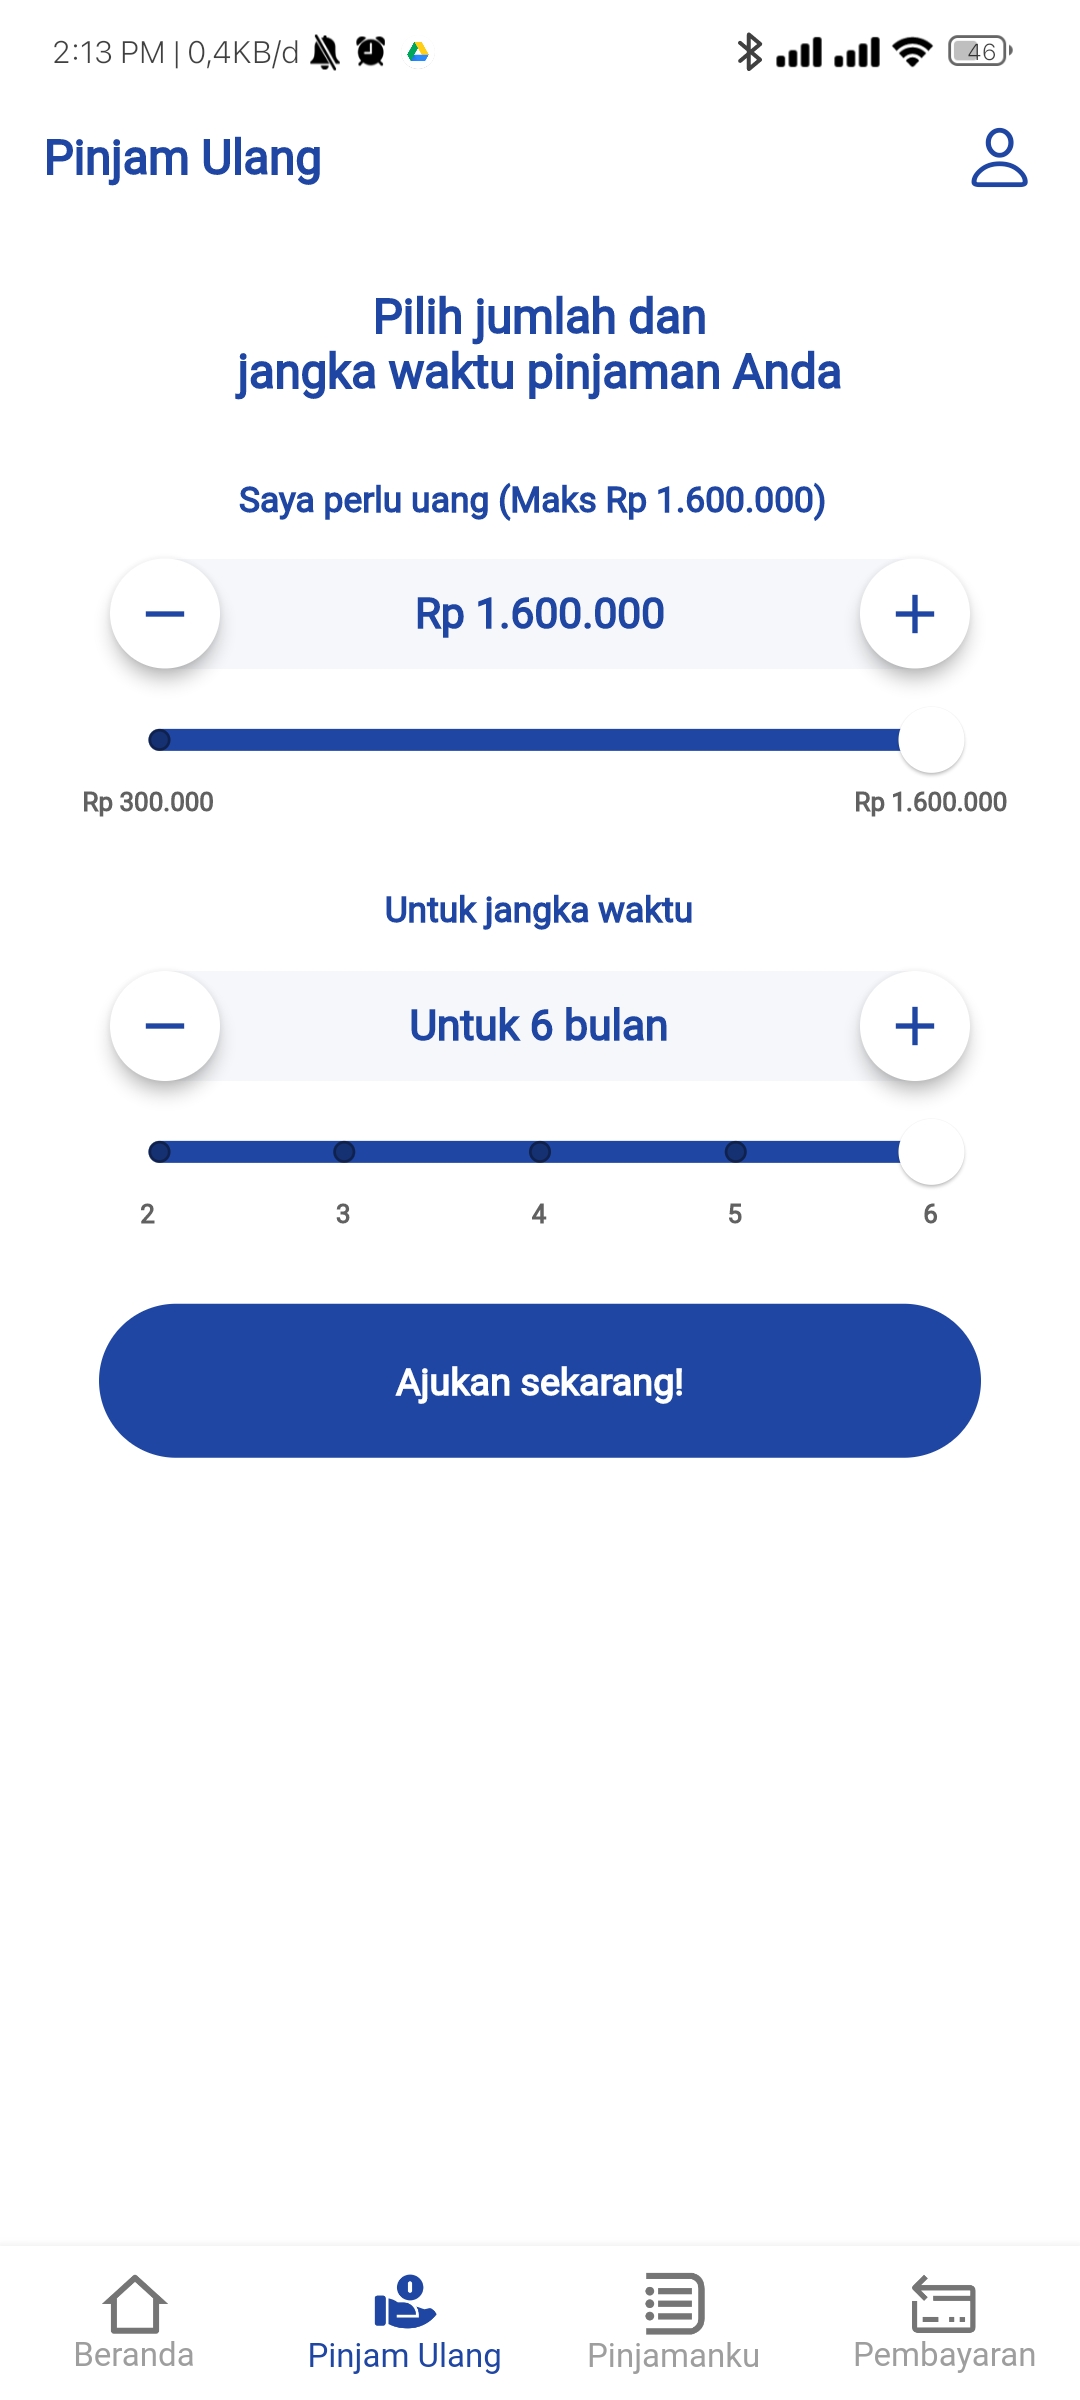 2:13 PM | 0,4KB/d
46
Pinjam Ulang
Pilih jumlah dan
jangka waktu pinjaman Anda
Saya perlu uang (Maks Rp 1.600.000)
Rp 1.600.000
Rp 300.000
Rp 1.600.000
Untuk jangka waktu
Untuk 6 bulan
2 3 4 5 6
Ajukan sekarang!
Beranda
Pinjam Ulang
Pinjamanku
Pembayaran